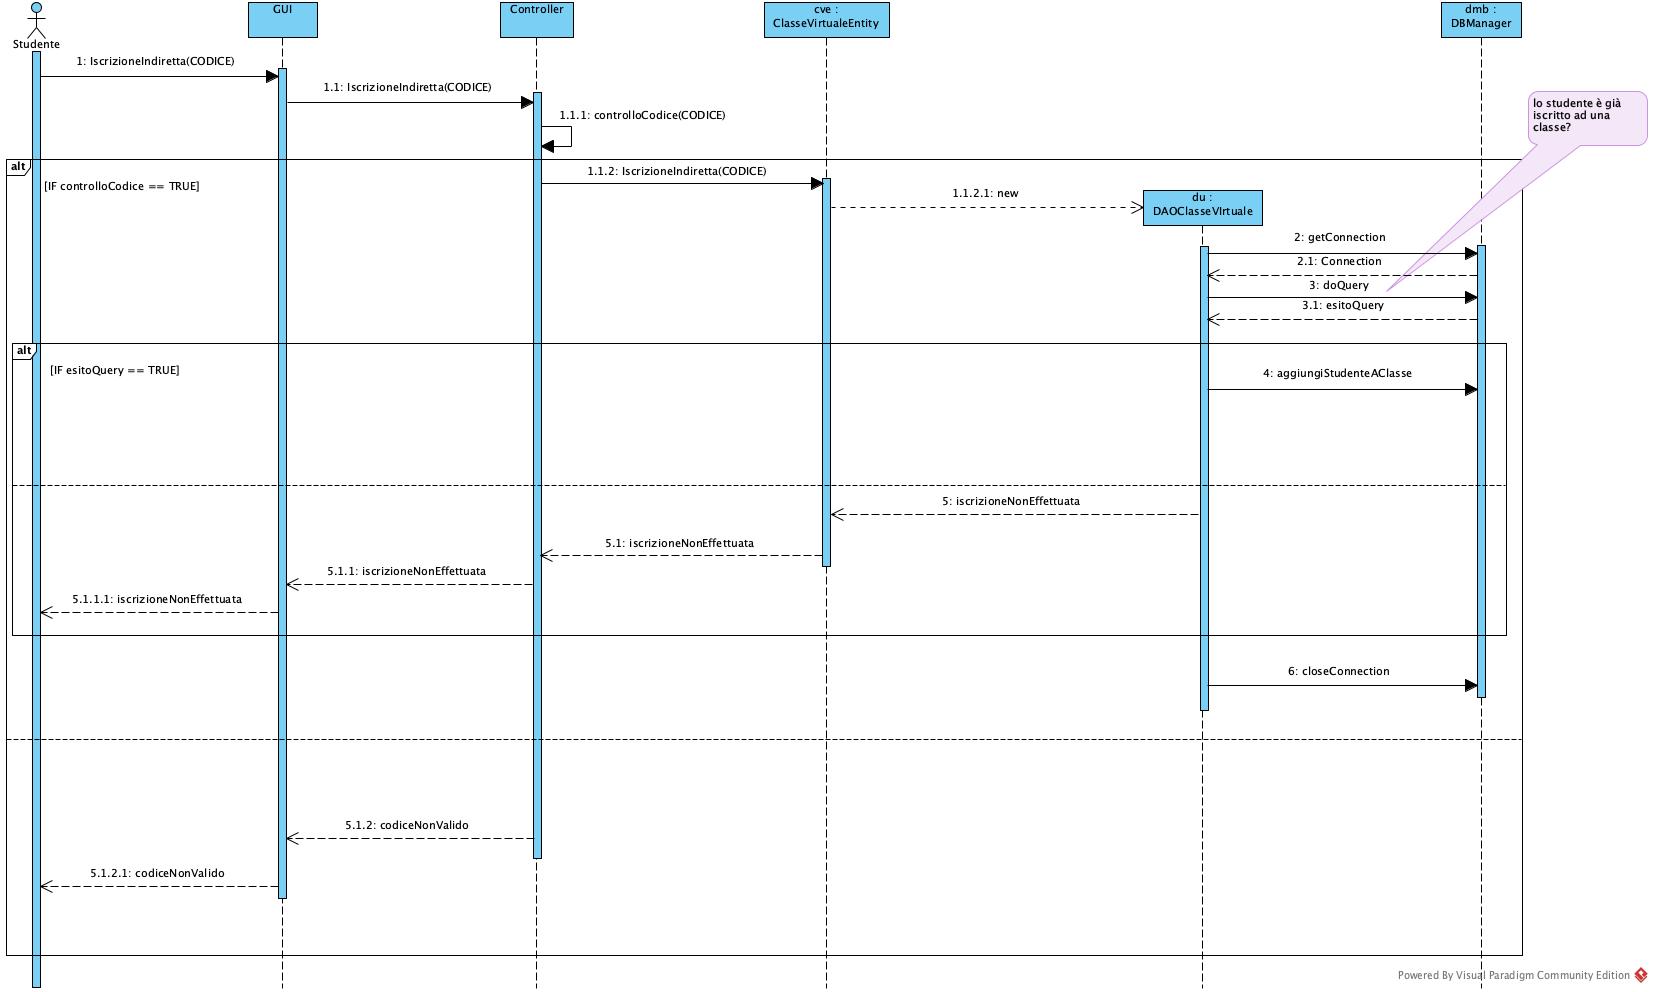 GUI
Controller
cve :
ClasseVirtualeEntity
dmb :
DBManager
Studente
1: IscrizioneIndiretta(CODICE)
1.1: IscrizioneIndiretta(CODICE)
1.1.1: controlloCodice(CODICE)
lo studente è già
iscritto ad una
classe?
alt
[IF controlloCodice == TRUE]
1.1.2: IscrizioneIndiretta(CODICE)
1.1.2.1: new
du :
DAOClasseVIrtuale
2: getConnection
2.1: Connection
3: doQuery
3.1: esitoQuery
alt
[IF esitoQuery == TRUE]
4: aggiungiStudenteAClasse
5: iscrizioneNonEffettuata
5.1: iscrizioneNonEffettuata
5.1.1: iscrizioneNonEffettuata
5.1.1.1: iscrizioneNonEffettuata
6: closeConnection
5.1.2: codiceNonValido
5.1.2.1: codiceNonValido
Powered By Visual Paradigm Community Edition